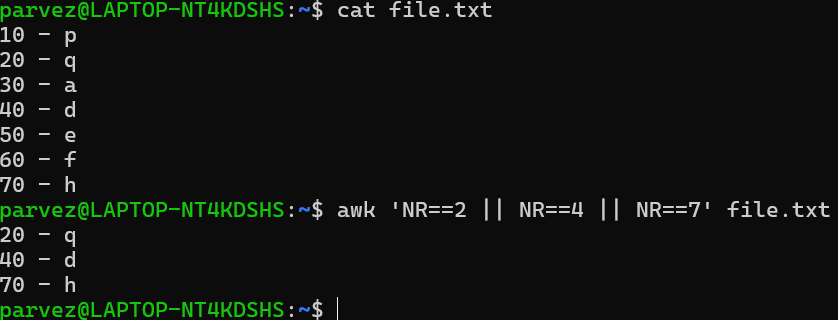 parvez@LAPTOP-NT4KDSHS:~$ cat file.txt
10 - p
20 - q
30 - a
40 - d
50 - e
60 - f
70 - h
parvez@LAPTOP-NT4KDSHS:~$ awk 'NR==2 || NR==4 || NR==7' file.txt
20 - q
40 - d
70 - h
parvez@LAPTOP-NT4KDSHS:~$